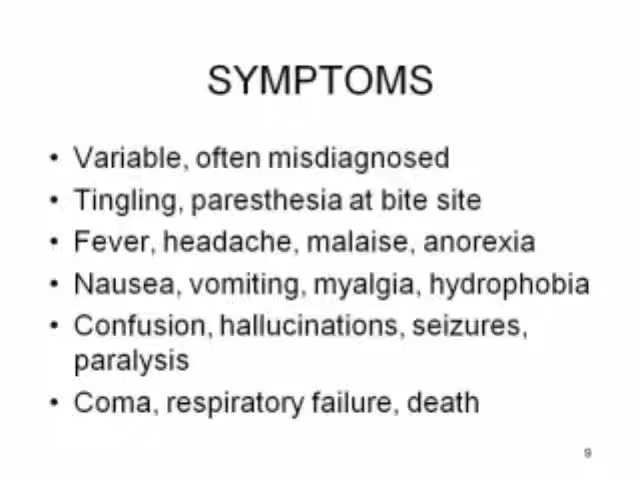 SYMPTOMS
• Variable, often misdiagnosed
• Tingling, paresthesia at bite site
• Fever, headache, malaise, anorexia
• Nausea, vomiting, myalgia, hydrophobia
• Confusion, hallucinations, seizures,
paralysis
• Coma, respiratory failure, death
9